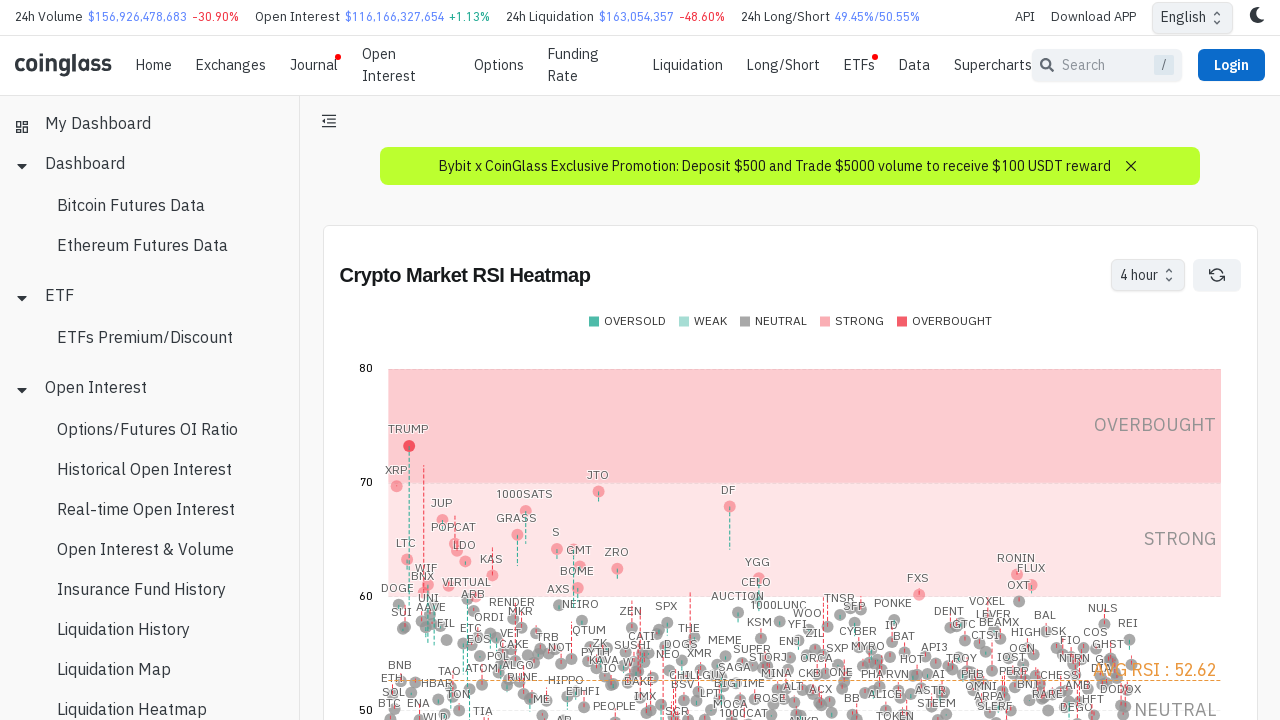 24h Volume $156,926,478,683 -30.90% Open Interest $116,166,327,654 +1.13% 24h Liquidation $163,054,357 -48.60% 24h Long/Short 49.45%/50.55% API Download APP English
coinglass Home Exchanges Journal Open Interest Options Funding Rate Liquidation Long/Short ETFs Data Supercharts Search / Login
My Dashboard
Dashboard
Bitcoin Futures Data
Ethereum Futures Data
ETF
ETFs Premium/Discount
Open Interest
Options/Futures OI Ratio
Historical Open Interest
Real-time Open Interest
Open Interest & Volume
Insurance Fund History
Liquidation History
Liquidation Map
Liquidation Heatmap
Bybit x CoinGlass Exclusive Promotion: Deposit $500 and Trade $5000 volume to receive $100 USDT reward
Crypto Market RSI Heatmap 4 hour
OVERSOLD WEAK NEUTRAL STRONG OVERBOUGHT
80
OVERBOUGHT
TRUMP
XRP JTO
70
1000SATS DF
JUP
GRASS
POPCAT
S
STRONG
LTC LDO
GMT ZRO
KAS YGG RONIN
WIF BOME FLUX
BNX VIRTUAL CELO FXS OXT
DOGE AXS
60
ARB AUCTION
UNI RENDER NEIRO TNSR VOXEL
AAVE SPX 1000LUNC SFP PONKE NULS
SUI MKR ZEN WOO DENT LEVER BAL
FIL ORDI KSM YFI GTC BEAMX REI
ETC VET QTUM THE ZIL CYBER ID HIGH LSK COS
EOS TRB CATI MEME ENJ BAT CTSI FIO
CAKE NOT ZK SUSHI DOGS SUPER SXP MYRO API3 OGN GHST
POL PYTH NEO XMR STORJ ORCA HOT TROY IOST NTRN
BNB ATOM ALGO KAVA IO W SAGA
TAO RUNE CHILLGUY MINA CKB ONE PHA RVN AI PHB PERP CHESS AVG RSI : 52.62
ETH HBAR HIPPO BAKE BSV BIGTIME ALT OMNI BNT
SOL TON ETHFI IMX LPT ROSE ACX ALICE ASTR ARPA RARE DODOX
BTC ENA ME PEOPLE MOCA BB STEEM SLERF HFT
50
TIA SCR 1000CAT TOKEN DEGO NEUTRAL